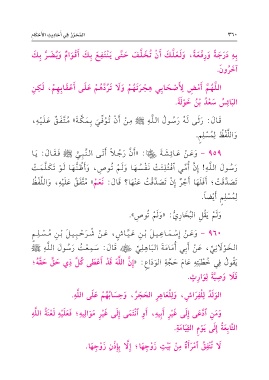 ٣٦٠ المُحَرَّر في أحاديث الأحكام
بِهِ دَرَجَةً وَرِفْعَةً، وَلَعَلَّكَ أَنْ تُخَلَّفَ حَتَّى يَنْتَفِعَ بِكَ أَقْوَامٌ وَيُضَرَّ بِكَ
آخَرُونَ.
اللَّهُمَّ أَمْضِ لِأَصْحَابِي هِجْرَتَهُمْ وَلَا تَرُدَّهُمْ عَلَى أَعْقَابِهِمْ، لَكِنِ
البَائِسُ سَعْدُ بْنُ خَوْلَةَ.
قَالَ: رَثَى لَهُ رَسُولُ اللَّهِ ﷺ مِنْ أَنْ تُوُفِّيَ بِمَكَّةَ» مُتَّفَقٌ عَلَيْهِ،
وَاللَّفْظُ لِمُسْلِمٍ.
٩٥٩ - وَعَنْ عَائِشَةَ: «أَنَّ رَجُلاً أَتَى النَّبِيَّ ﷺ فَقَالَ: يَا
رَسُولَ اللَّهِ! إِنَّ أُمِّي افْتُلِتَتْ نَفْسُهَا وَلَمْ تُوصِ، وَأَظُنُّهَا لَوْ تَكَلَّمَتْ
تَصَدَّقَتْ؛ أَفَلَهَا أَجْرٌ إِنْ تَصَدَّقْتُ عَنْهَا؟ قَالَ: نَعَمْ» مُتَّفَقٌ عَلَيْهِ، وَاللَّفْظُ
لِمُسْلِمٍ أَيْضاً.
وَلَمْ يَقُلِ البُخَارِيُّ: «وَلَمْ تُوصِ».
٩٦٠ - وَعَنْ إِسْمَاعِيلَ بْنِ عَيَّاشٍ، عَنْ شُرَحْبِيلَ بْنِ مُسْلِمٍ
الخَوْلَانِيِّ، عَنْ أَبِي أُمَامَةَ البَاهِلِيِّ قَالَ: سَمِعْتُ رَسُولَ اللَّهِ ﷺ
يَقُولُ فِي خُطْبَتِهِ عَامَ حَجَّةِ الوَدَاعِ: «إِنَّ اللَّهَ قَدْ أَعْطَى كُلَّ ذِي حَقٍّ حَقَّهُ؛
فَلَا وَصِيَّةَ لِوَارِثٍ.
الوَلَدُ لِلْفِرَاشِ، وَلِلْعَاهِرِ الحَجَرُ، وَحِسَابُهُمْ عَلَى اللَّهِ.
وَمَنِ ادَّعَى إِلَى غَيْرِ أَبِيهِ، أَوِ انْتَمَى إِلَى غَيْرِ مَوَالِيهِ؛ فَعَلَيْهِ لَعْنَةُ اللَّهِ
التَّابِعَةُ إِلَى يَوْمِ القِيَامَةِ.
لَا تُنْفِقُ امْرَأَةٌ مِنْ بَيْتِ زَوْجِهَا؛ إِلَّا بِإِذْنِ زَوْجِهَا.